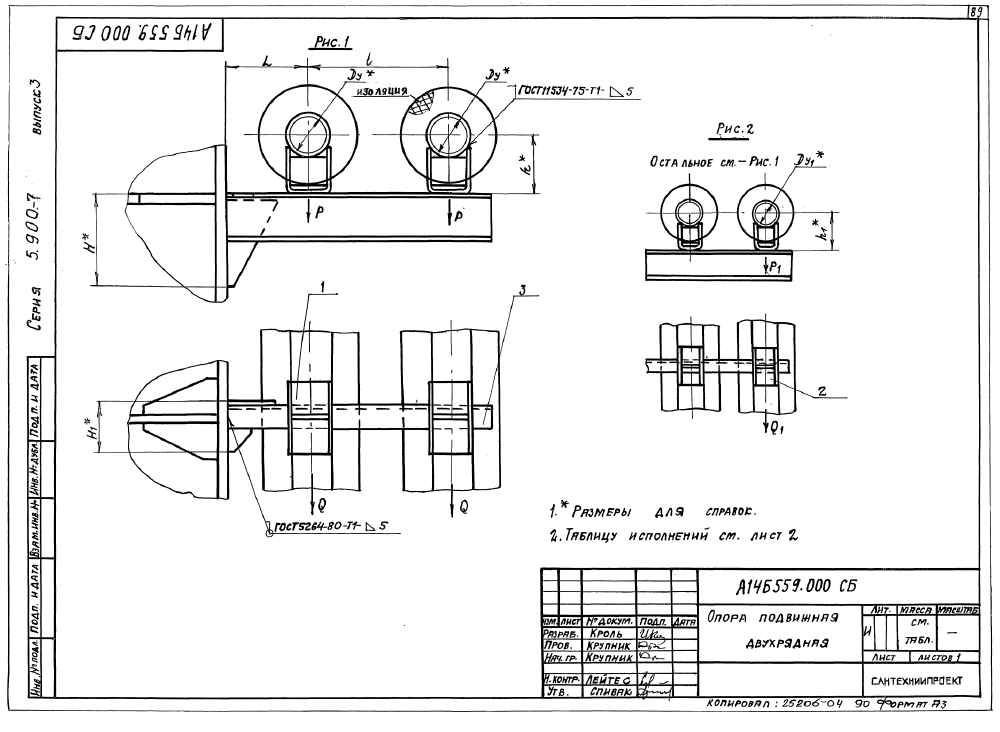 89
А14Б559.000 СБ
Серия 5.900-7 выпуск 3
Рис. 1
L
l
Dу*
Dу*
изоляция
ГОСТ11534-75-Т1- 5
h*
H*
P
P
Рис. 2
Остальное см. – Рис. 1
Dу1*
h1*
P1
1
3
H1*
Q
Q
ГОСТ5264-80-Т1- 5
2
Q1
1.* Размеры для справок.
2. Таблицу исполнений см. лист 2
Подп. и дата
Инв. № дубл.
Взам. инв. №
Подп. и дата
Инв. № подл.
А14Б559.000 СБ
Изм. Лист № докум. Подп. Дата
Разраб. Кроль
Пров. Крупник
Нач. гр. Крупник
Н. контр. Лейтес
Утв. Спивак
Опора подвижная
двухрядная
Лит. Масса Масштаб
И см. табл. —
Лист Листов 1
Сантехниипроект
Копировал: 25206-04 90 Формат А3